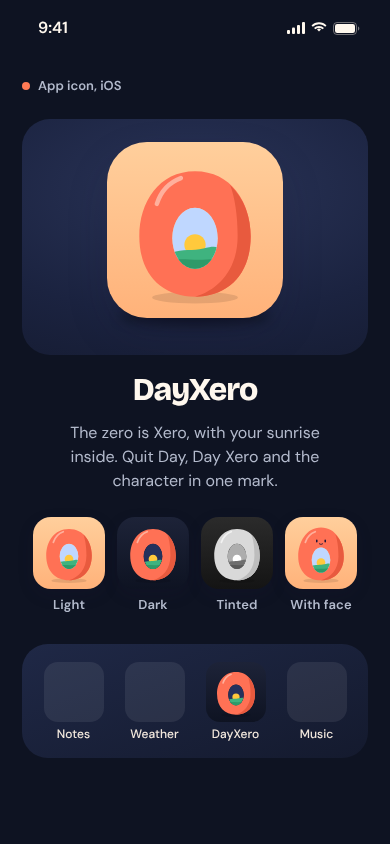 9:41
App icon, iOS
DayXero
The zero is Xero, with your sunrise
inside. Quit Day, Day Xero and the
character in one mark.
Light
Dark
Tinted
With face
Notes
Weather
DayXero
Music